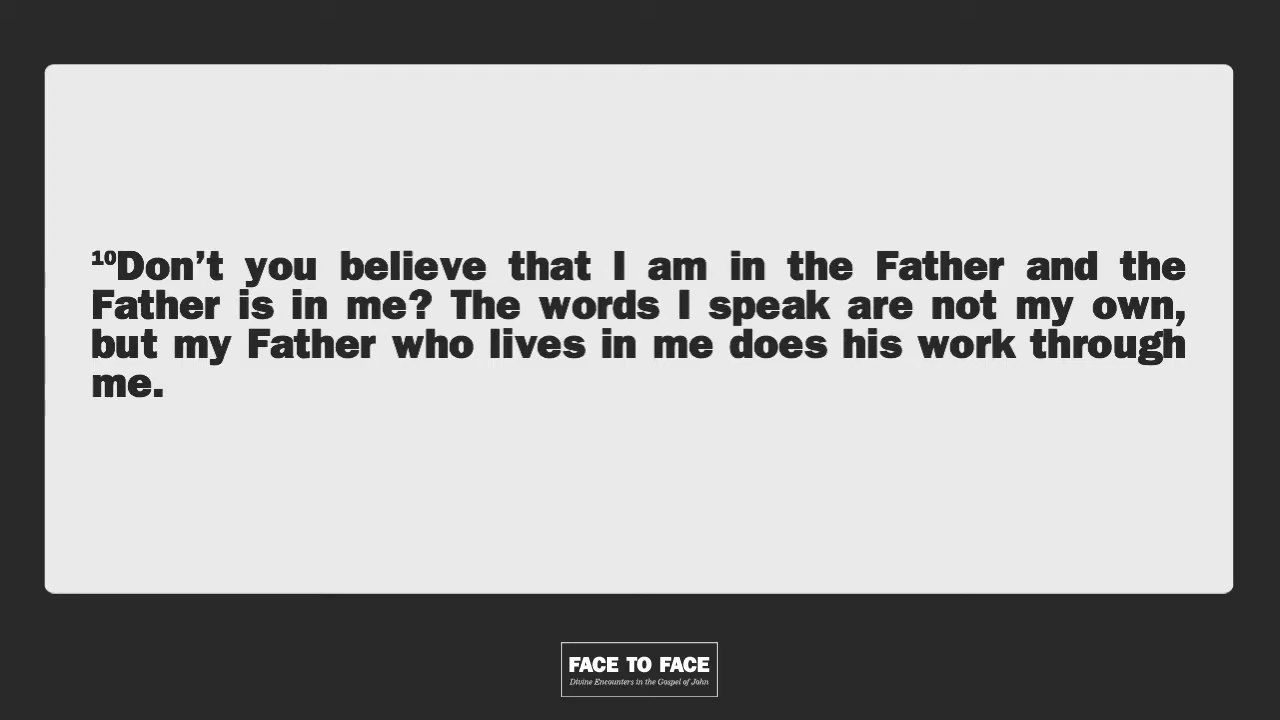 ¹⁰Don’t you believe that I am in the Father and the
Father is in me? The words I speak are not my own,
but my Father who lives in me does his work through
me.
FACE TO FACE
Divine Encounters in the Gospel of John